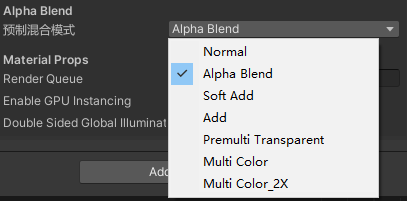 Alpha Blend
预制混合模式 Alpha Blend
Normal
Material Props
✓ Alpha Blend
Render Queue
Soft Add
Enable GPU Instancing
Add
Double Sided Global Illuminat
Premulti Transparent
Multi Color
Add
Multi Color_2X